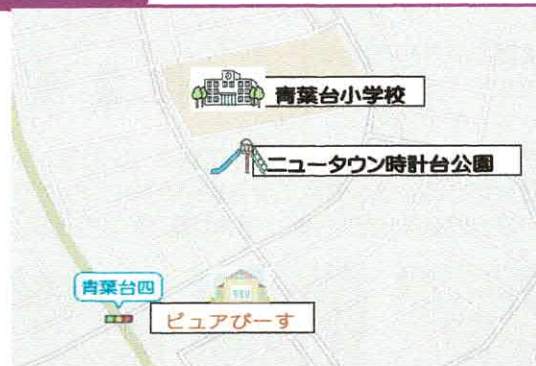 青葉台小学校
ニュータウン時計台公園
青葉台四
ピュアぴーす